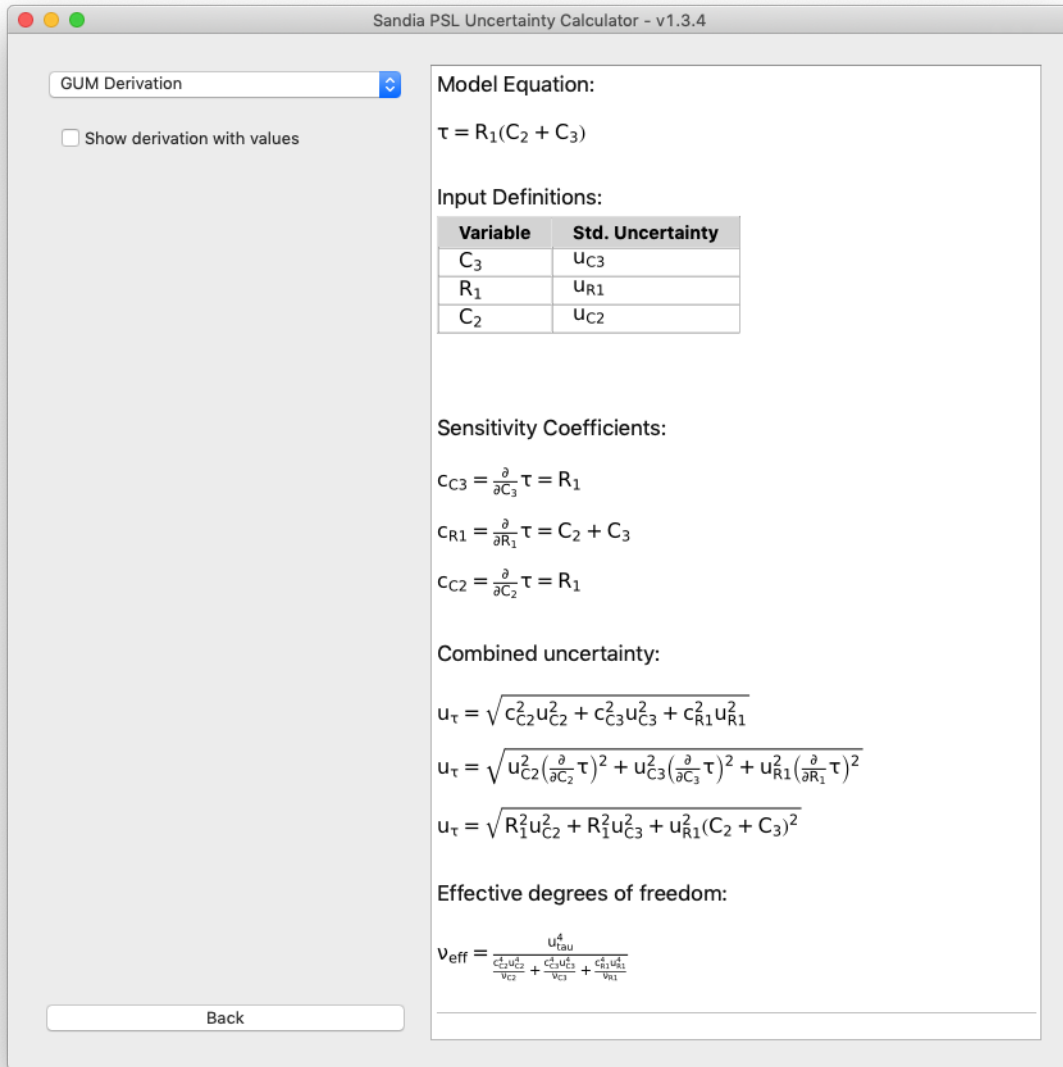 Sandia PSL Uncertainty Calculator - v1.3.4
GUM Derivation
Show derivation with values
Back
Model Equation:
τ = R₁(C₂ + C₃)
Input Definitions:
Variable Std. Uncertainty
C₃ u_C3
R₁ u_R1
C₂ u_C2
Sensitivity Coefficients:
c_C3 = ∂/∂C₃ τ = R₁
c_R1 = ∂/∂R₁ τ = C₂ + C₃
c_C2 = ∂/∂C₂ τ = R₁
Combined uncertainty:
u_τ = √(c²_C2 u²_C2 + c²_C3 u²_C3 + c²_R1 u²_R1)
u_τ = √(u²_C2(∂/∂C₂ τ)² + u²_C3(∂/∂C₃ τ)² + u²_R1(∂/∂R₁ τ)²)
u_τ = √(R₁² u²_C2 + R₁² u²_C3 + u²_R1(C₂ + C₃)²)
Effective degrees of freedom:
ν_eff = u⁴_tau / (c⁴_C2 u⁴_C2 / ν_C2 + c⁴_C3 u⁴_C3 / ν_C3 + c⁴_R1 u⁴_R1 / ν_R1)